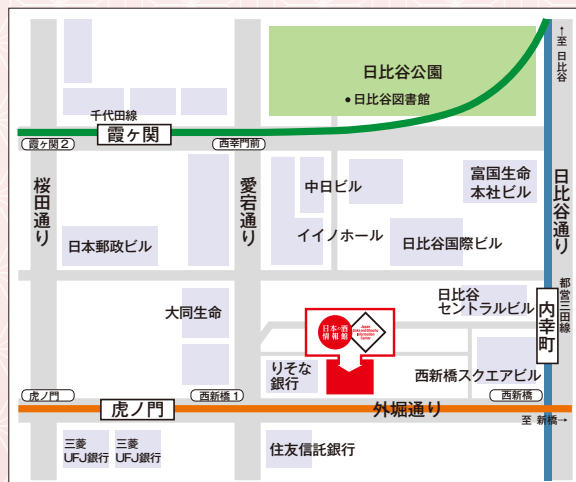 ↑至 日比谷
日比谷公園
●日比谷図書館
千代田線
霞ヶ関
霞ヶ関2
西幸門前
桜田通り
愛宕通り
日比谷通り
中日ビル
富国生命
本社ビル
イイノホール
日比谷国際ビル
日本郵政ビル
都営三田線
内幸町
日比谷
セントラルビル
大同生命
日本の酒
情報館
Japan
Sake and Shochu
Information
Center
りそな
銀行
西新橋スクエアビル
虎ノ門
虎ノ門
西新橋1
外堀通り
西新橋
至 新橋→
三菱
UFJ銀行
三菱
UFJ銀行
住友信託銀行